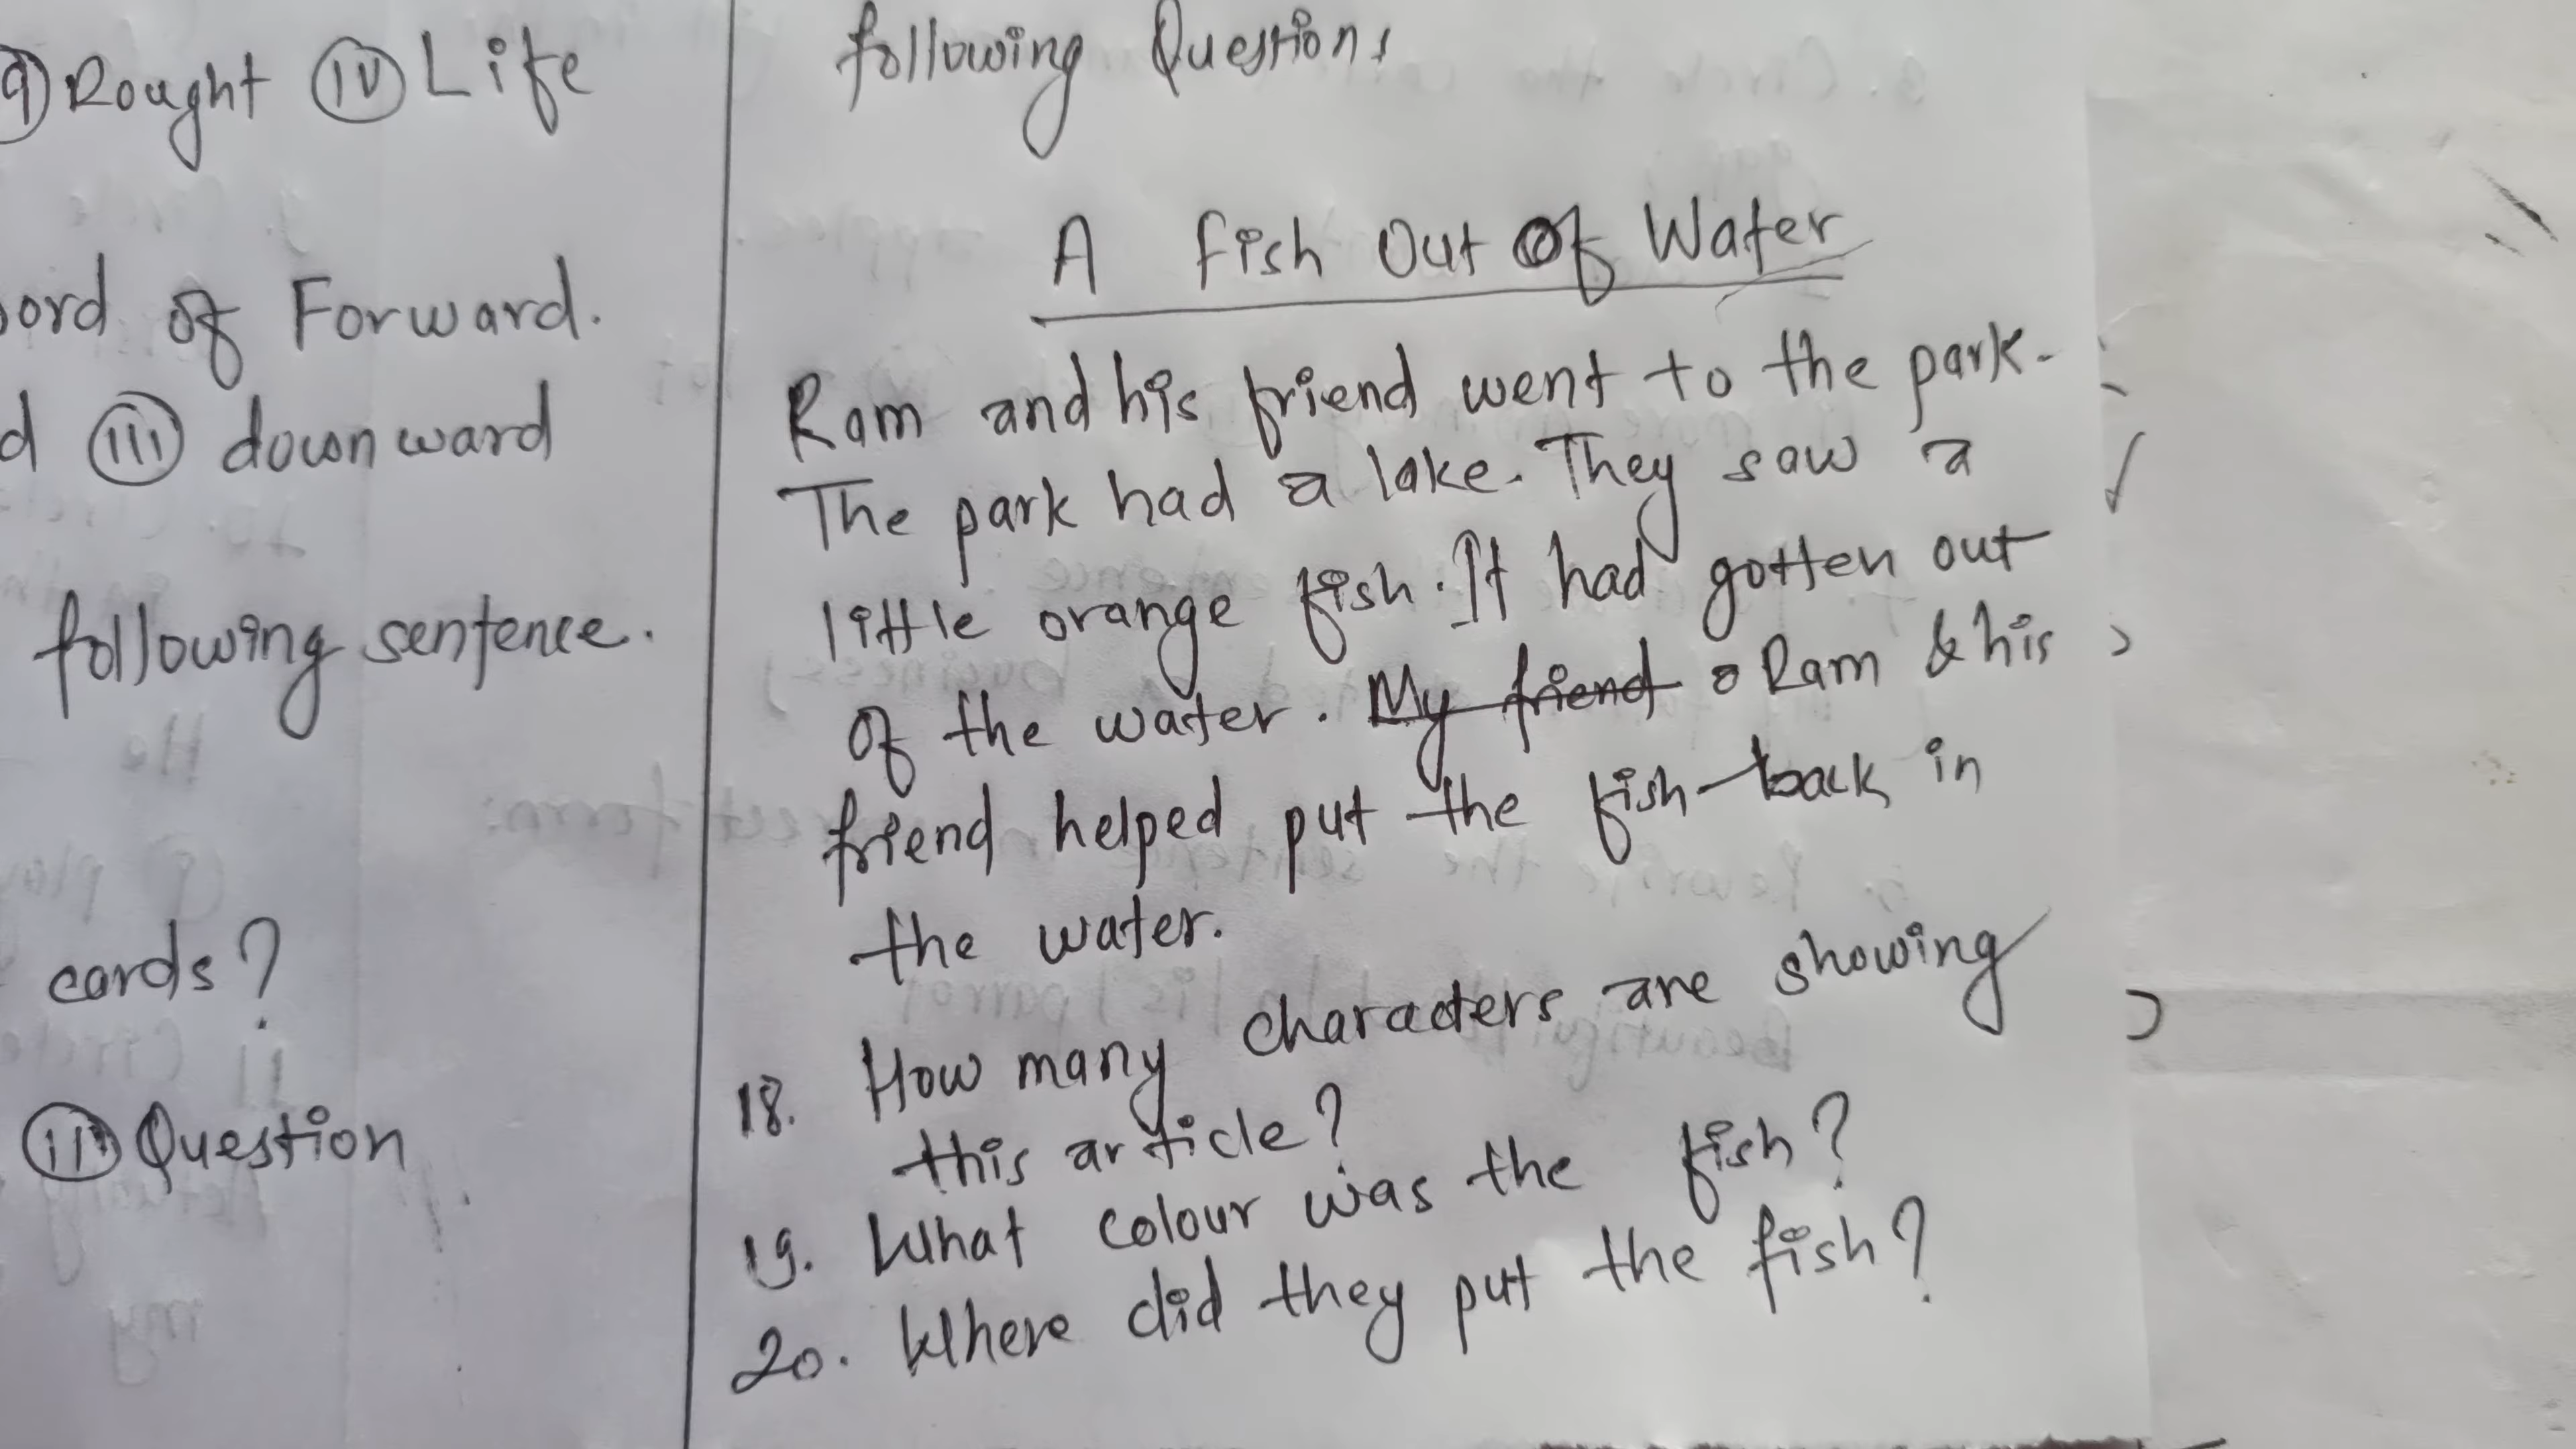 Rought (iv) Life
ord of Forward.
d (iii) downward
following sentence.
cards?
(iii) Question
following Questions
A Fish Out Of Water
Ram and his friend went to the park.
The park had a lake. They saw a
little orange fish. It had gotten out
of the water. My friend Ram & his
friend helped put the fish back in
the water.
18. How many characters are showing
this article?
19. What colour was the fish?
20. Where did they put the fish?